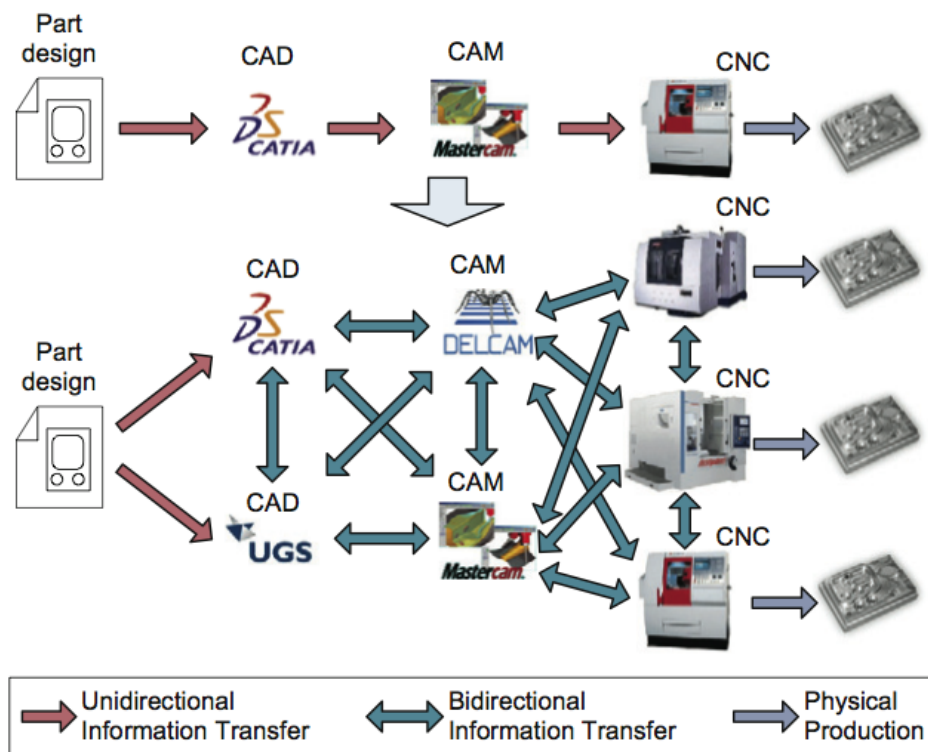 Part
design
CAD
CAM
CNC
CATIA
Mastercam
CNC
CAD
CAM
CATIA
DELCAM
Part
design
CNC
CAD
CAM
UGS
Mastercam
CNC
Unidirectional
Information Transfer
Bidirectional
Information Transfer
Physical
Production